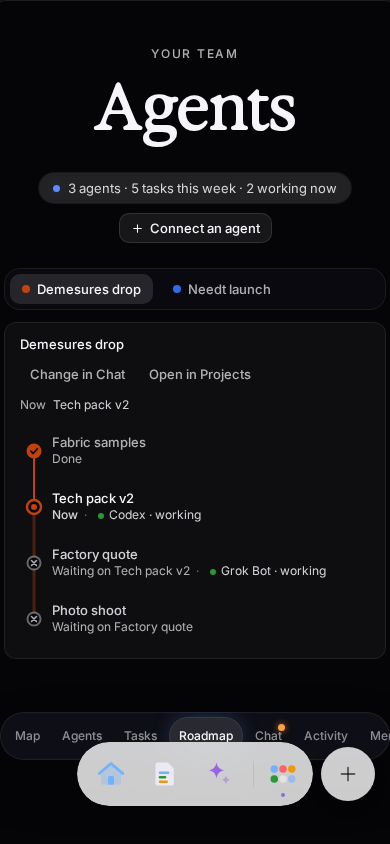 YOUR TEAM
Agents
3 agents · 5 tasks this week · 2 working now
+ Connect an agent
Demesures drop
Needt launch
Demesures drop
Change in Chat
Open in Projects
Now Tech pack v2
Fabric samples
Done
Tech pack v2
Now · Codex · working
Factory quote
Waiting on Tech pack v2 · Grok Bot · working
Photo shoot
Waiting on Factory quote
Map Agents Tasks Roadmap Chat Activity